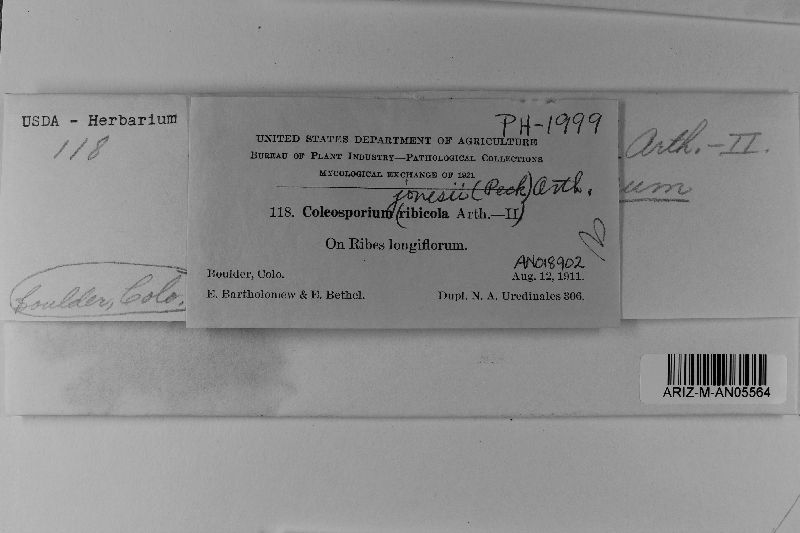 USDA - Herbarium
118
Boulder, Colo.
PH-1999
UNITED STATES DEPARTMENT OF AGRICULTURE
BUREAU OF PLANT INDUSTRY—PATHOLOGICAL COLLECTIONS
MYCOLOGICAL EXCHANGE OF 1921
jonesii (Peck) Arth.
118. Coleosporium (ribicola Arth.—II)
On Ribes longiflorum.
AN018902
Boulder, Colo. Aug. 12, 1911.
E. Bartholomew & E. Bethel. Dupl. N. A. Uredinales 306.
Arth.-II.
um
ARIZ-M-AN05564